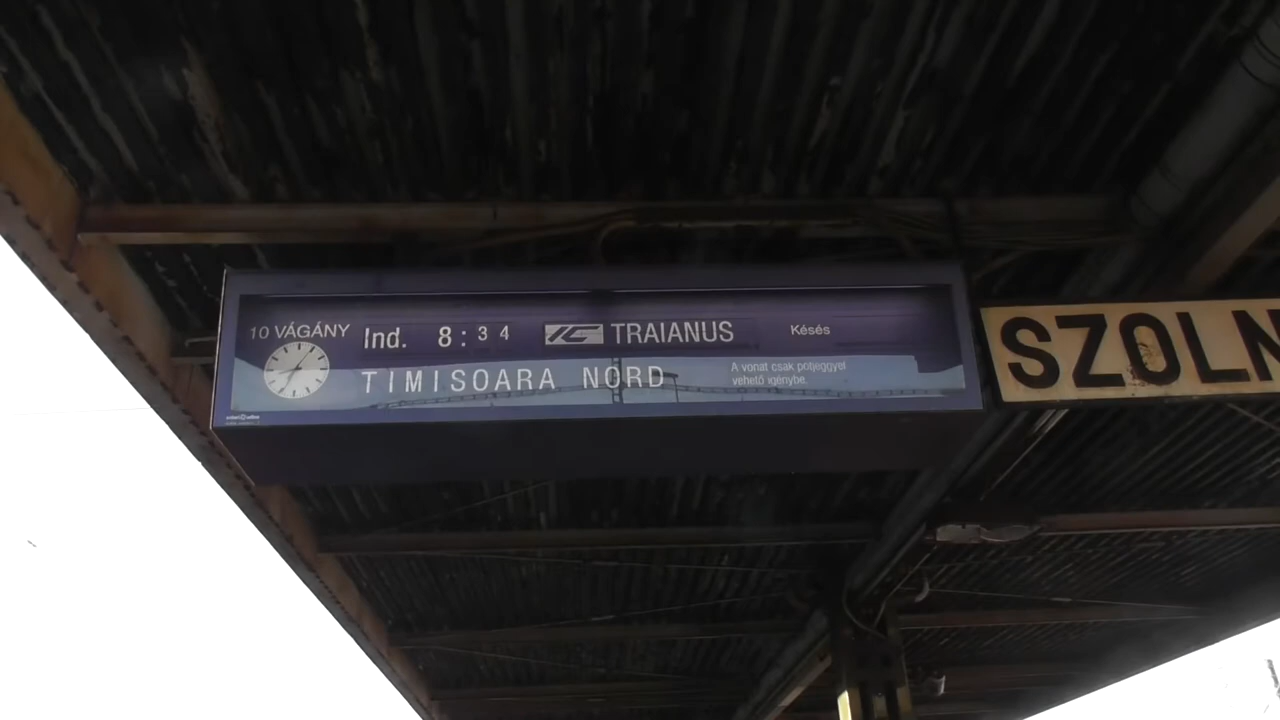 10 VÁGÁNY Ind. 8:34 IC TRAIANUS Késés
TIMISOARA NORD
A vonat csak pótjeggyel
vehető igénybe.
SZOLN